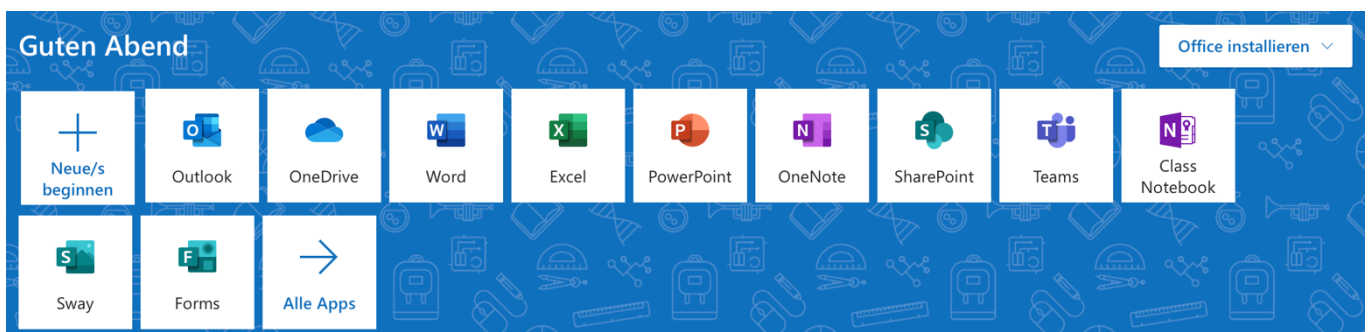 Guten Abend
Office installieren
Neue/s
beginnen
Outlook
OneDrive
Word
Excel
PowerPoint
OneNote
SharePoint
Teams
Class
Notebook
Sway
Forms
Alle Apps